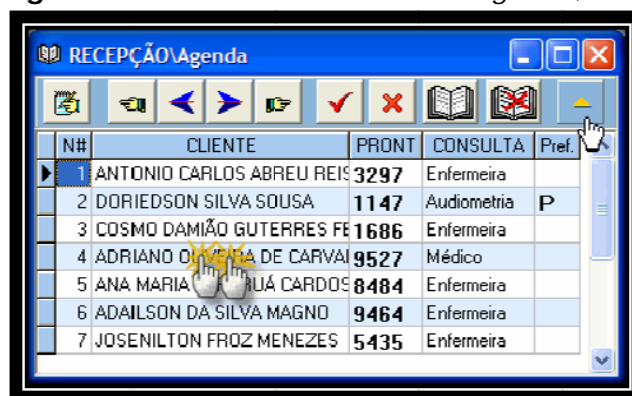 RECEPÇÃO\Agenda
N# CLIENTE PRONT CONSULTA Pref.
1 ANTONIO CARLOS ABREU REIS 3297 Enfermeira
2 DORIEDSON SILVA SOUSA 1147 Audiometria P
3 COSMO DAMIÃO GUTERRES FE 1686 Enfermeira
4 ADRIANO DE CARVAI 9527 Médico
5 ANA MARIA CARDOS 8484 Enfermeira
6 ADAILSON DA SILVA MAGNO 9464 Enfermeira
7 JOSENILTON FROZ MENEZES 5435 Enfermeira